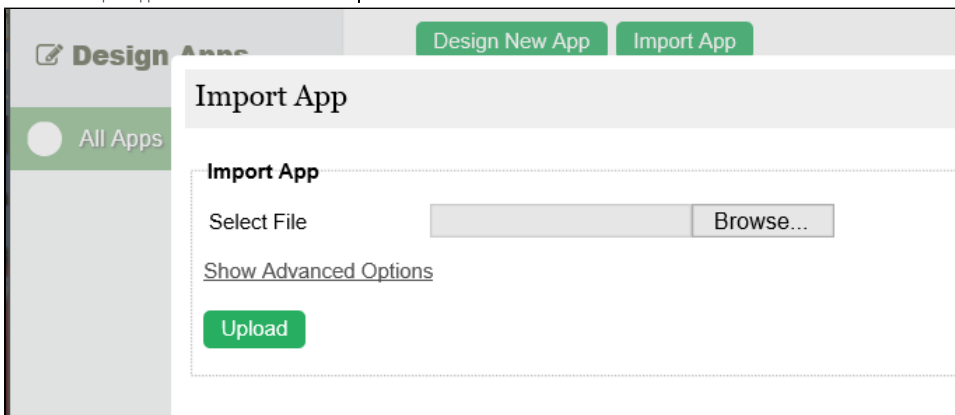 Design Apps
Design New App
Import App
Import App
All Apps
Import App
Select File
Browse...
Show Advanced Options
Upload